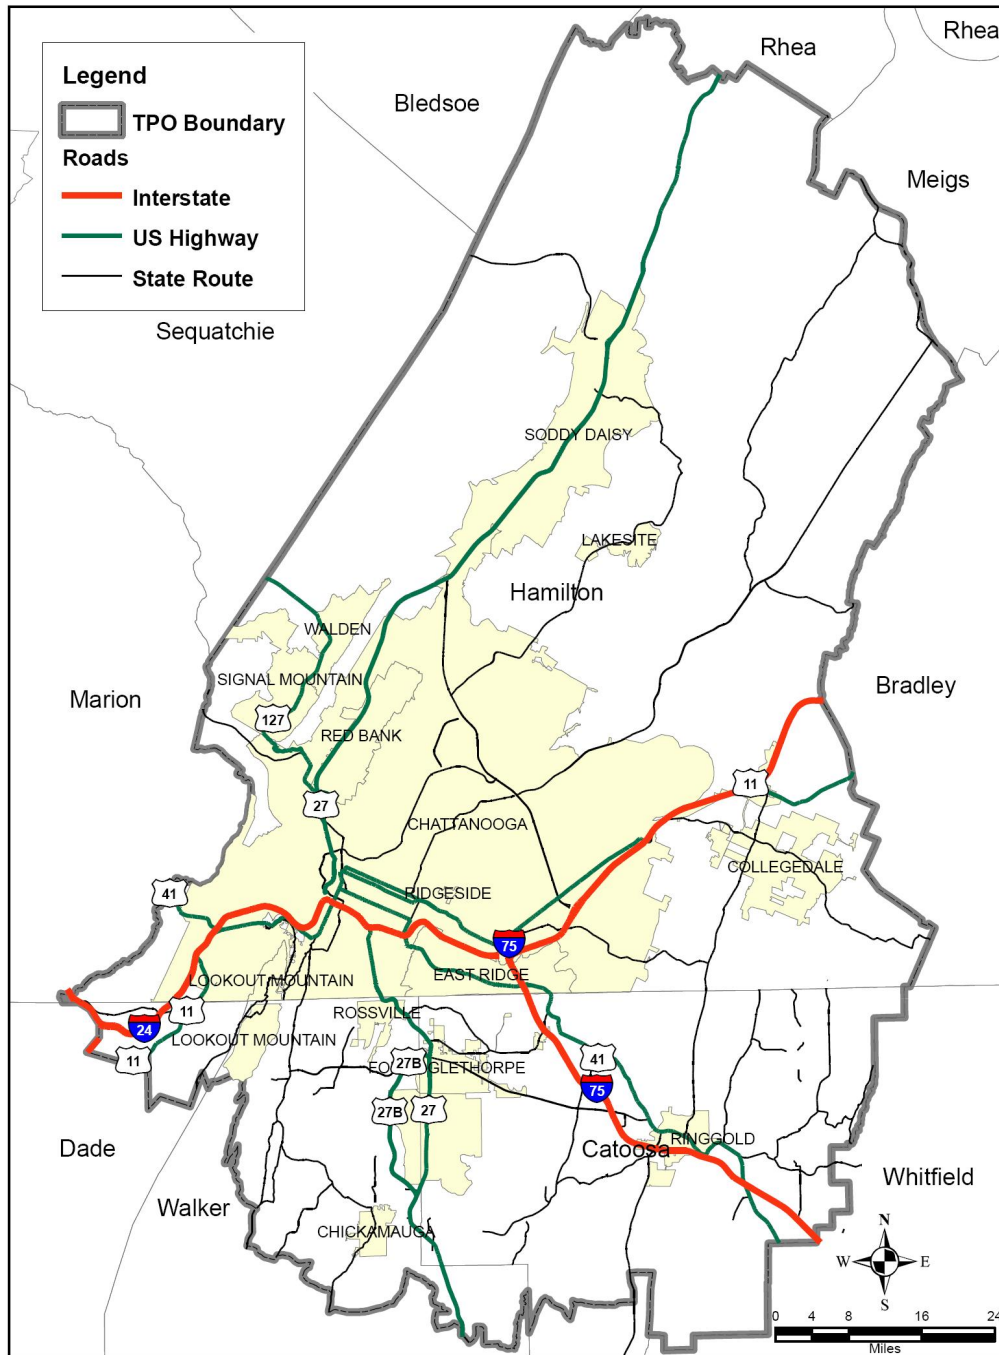 Legend
TPO Boundary
Roads
Interstate
US Highway
State Route
Rhea
Rhea
Bledsoe
Meigs
Sequatchie
SODDY DAISY
LAKESITE
Hamilton
WALDEN
SIGNAL MOUNTAIN
Marion
Bradley
127
RED BANK
11
27
CHATTANOOGA
COLLEGEDALE
41
RIDGESIDE
75
EAST RIDGE
LOOKOUT MOUNTAIN
11
ROSSVILLE
24
LOOKOUT MOUNTAIN
11
41
27B
FO GLETHORPE
75
27B
27
RINGGOLD
Dade
Catoosa
Whitfield
Walker
CHICKAMAUGA
N
W E
S
0 4 8 16 24
Miles